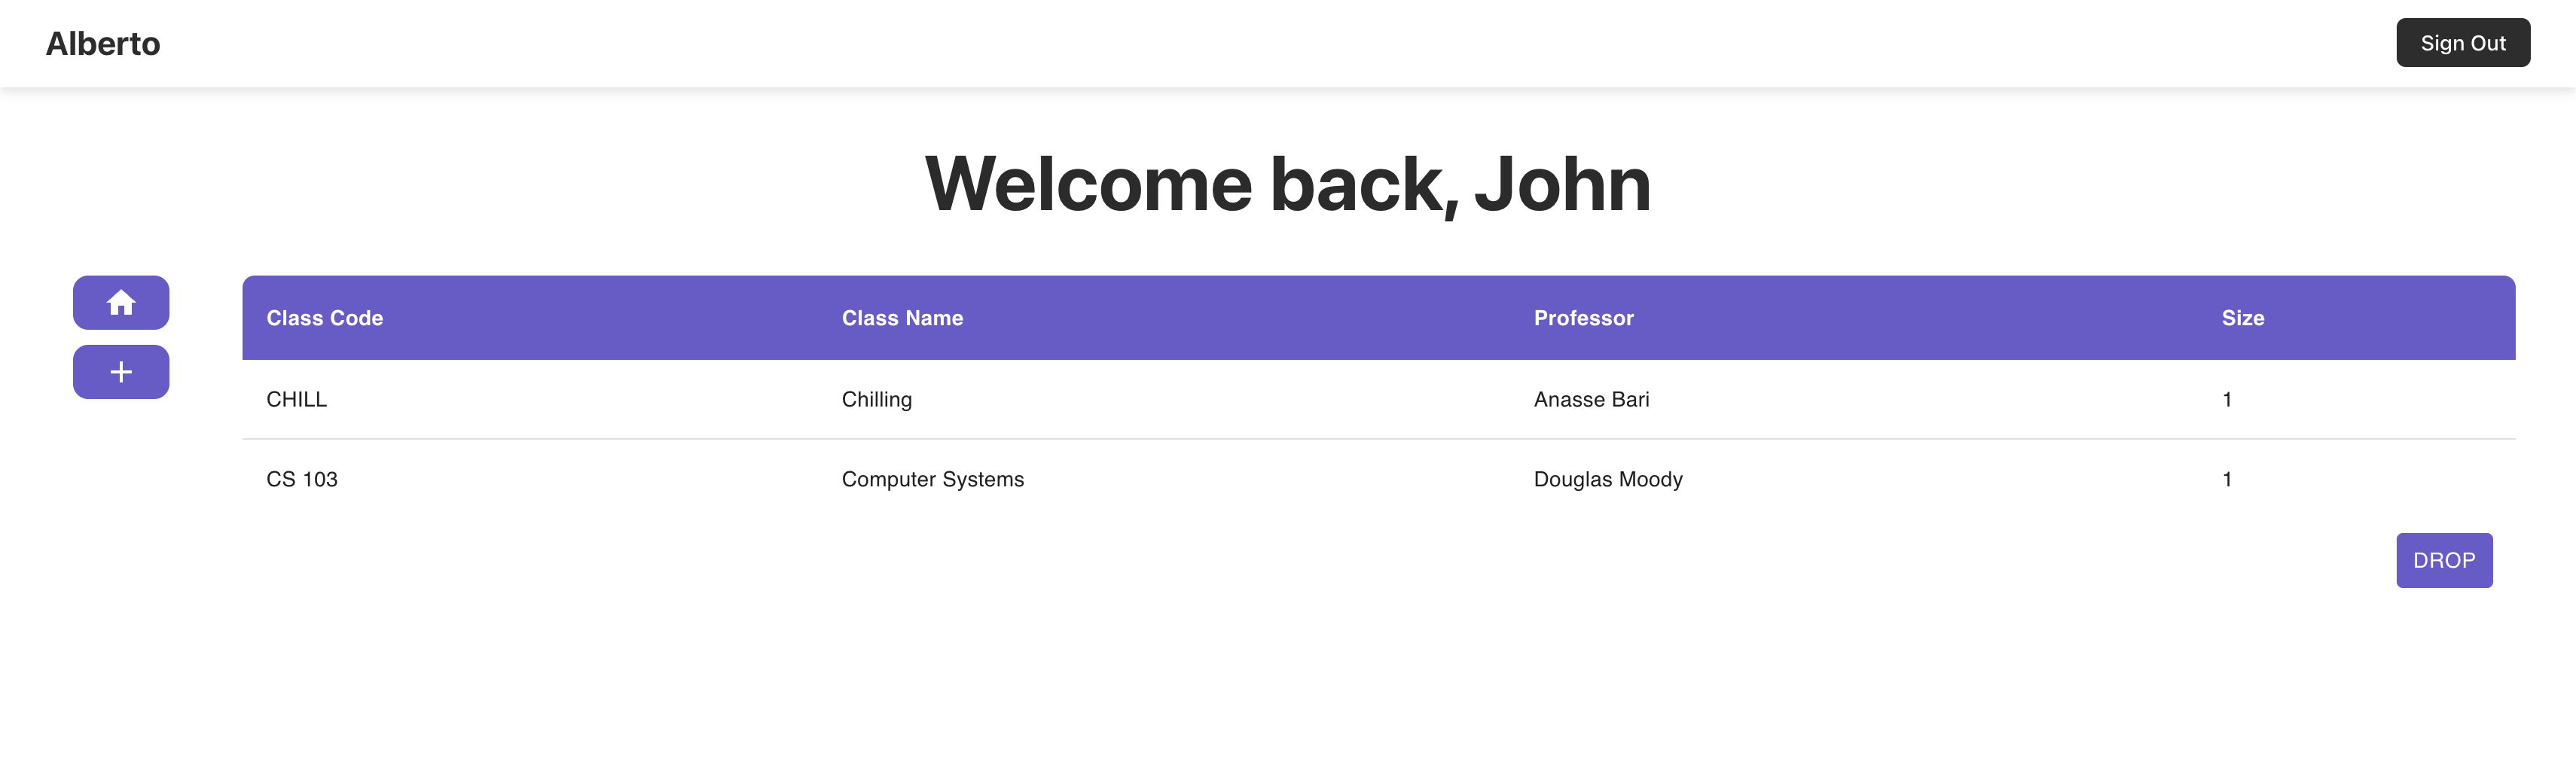 Alberto
Sign Out
Welcome back, John
Class Code Class Name Professor Size
CHILL Chilling Anasse Bari 1
CS 103 Computer Systems Douglas Moody 1
DROP